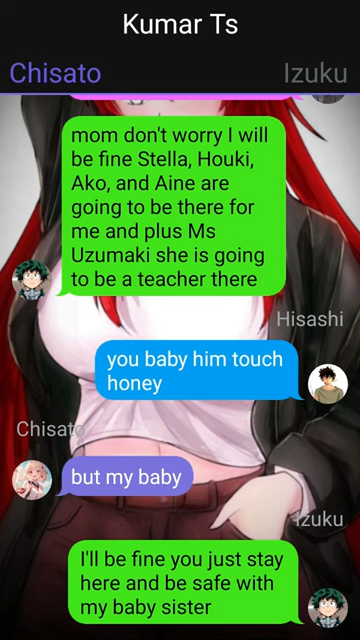 Kumar Ts
Chisato
Izuku
mom don't worry I will
be fine Stella, Houki,
Ako, and Aine are
going to be there for
me and plus Ms
Uzumaki she is going
to be a teacher there
Hisashi
you baby him touch
honey
Chisato
but my baby
Izuku
I'll be fine you just stay
here and be safe with
my baby sister